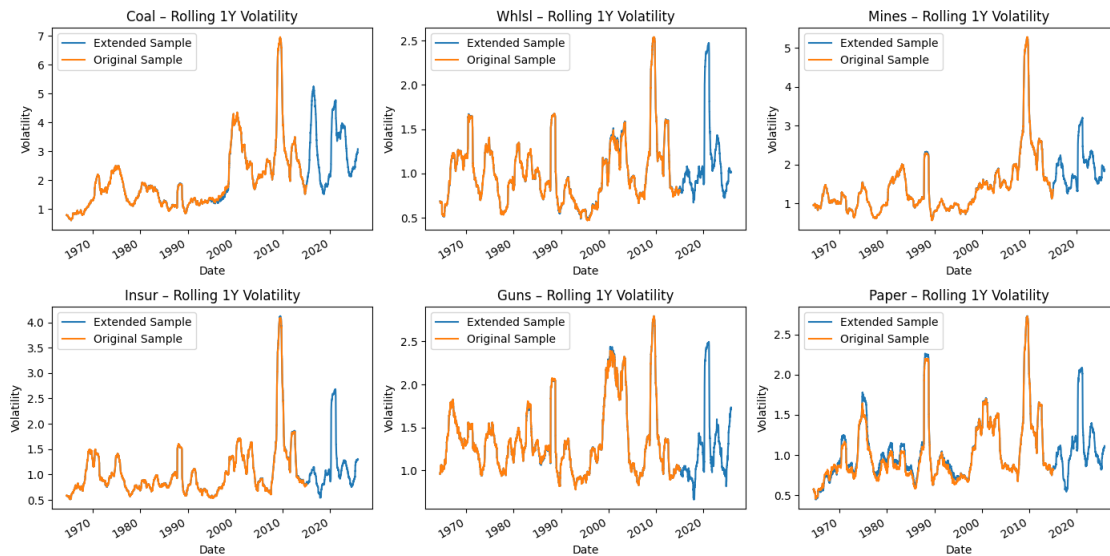 Coal – Rolling 1Y Volatility
7
6
5
4
3
2
1
Volatility
Extended Sample
Original Sample
1970
1980
1990
2000
2010
2020
Date
Whlsl – Rolling 1Y Volatility
2.5
2.0
1.5
1.0
0.5
Volatility
Extended Sample
Original Sample
1970
1980
1990
2000
2010
2020
Date
Mines – Rolling 1Y Volatility
5
4
3
2
1
Volatility
Extended Sample
Original Sample
1970
1980
1990
2000
2010
2020
Date
Insur – Rolling 1Y Volatility
4.0
3.5
3.0
2.5
2.0
1.5
1.0
0.5
Volatility
Extended Sample
Original Sample
1970
1980
1990
2000
2010
2020
Date
Guns – Rolling 1Y Volatility
2.5
2.0
1.5
1.0
Volatility
Extended Sample
Original Sample
1970
1980
1990
2000
2010
2020
Date
Paper – Rolling 1Y Volatility
2.5
2.0
1.5
1.0
0.5
Volatility
Extended Sample
Original Sample
1970
1980
1990
2000
2010
2020
Date